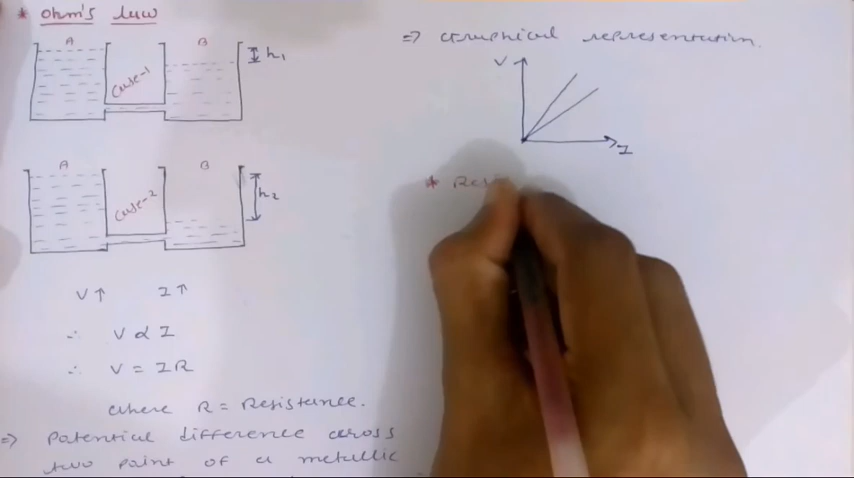 * Ohm's Law
A
B
Case-1
h₁
A
B
Case-2
h₂
V↑ I↑
∴ V ∝ I
∴ V = IR
where R = Resistance.
=> Potential difference across
two point of a metallic
=> Graphical representation.
V
I
* Res